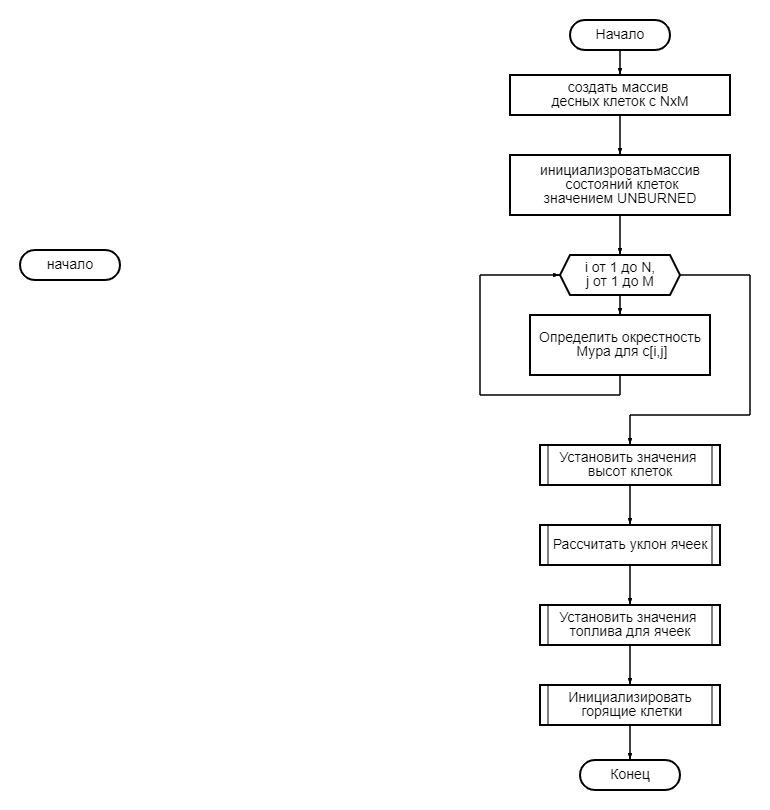 Начало
создать массив
десных клеток с NxM
инициализроватьмассив
состояний клеток
значением UNBURNED
начало
i от 1 до N,
j от 1 до M
Определить окрестность
Мура для c[i,j]
Установить значения
высот клеток
Рассчитать уклон ячеек
Установить значения
топлива для ячеек
Инициализировать
горящие клетки
Конец